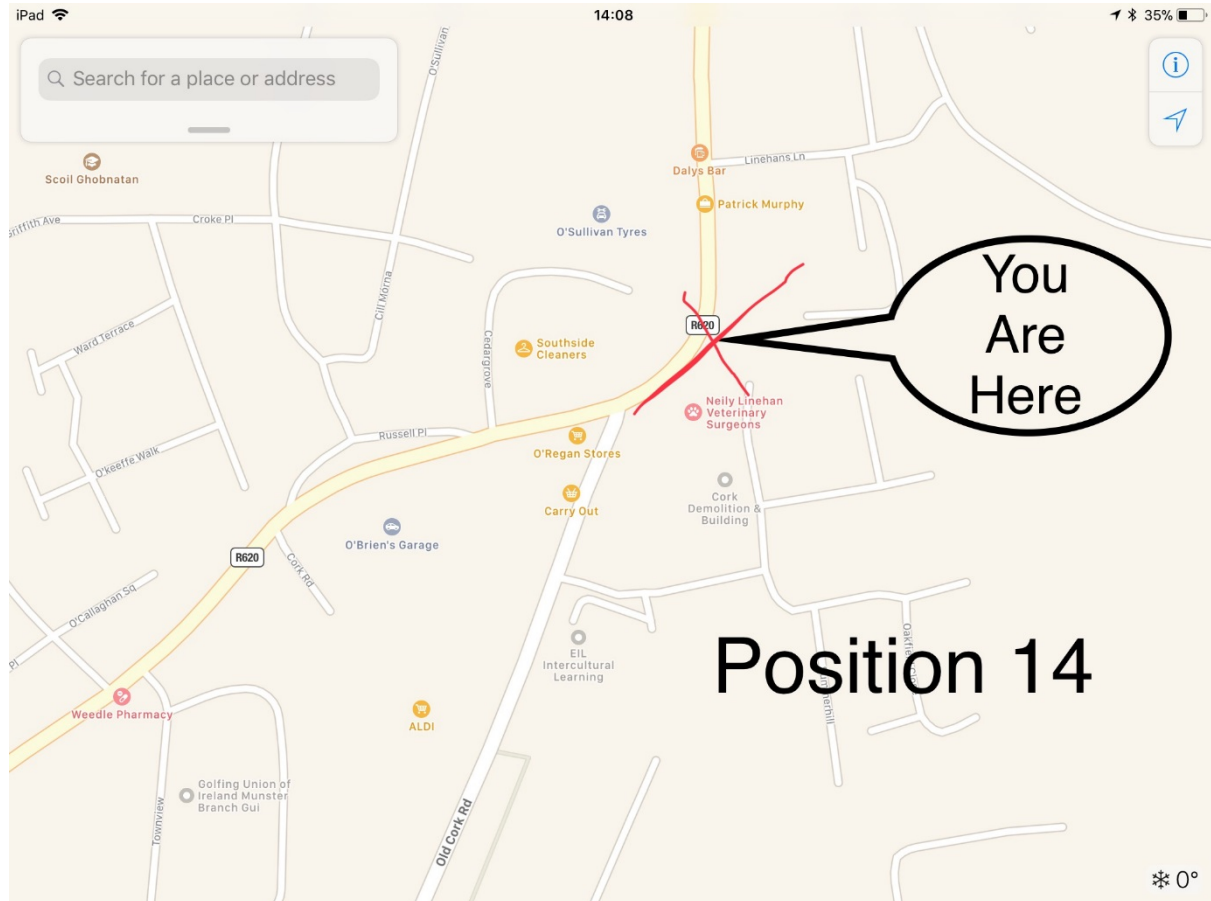 iPad
14:08
35%
Search for a place or address
O'Sullivan
Scoil Ghobnatan
Griffith Ave
Croke Pl
Dalys Bar
Linehans Ln
Patrick Murphy
O'Sullivan Tyres
Cill Mórna
Ward Terrace
Cedargrove
Southside
Cleaners
R620
You
Are
Here
Neily Linehan
Veterinary
Surgeons
Russell Pl
O'Regan Stores
O'keeffe Walk
Carry Out
Cork
Demolition &
Building
O'Brien's Garage
R620
Cork Rd
O'Callaghan Sq
Pl
EIL
Intercultural
Learning
Position 14
Weedle Pharmacy
ALDI
Golfing Union of
Ireland Munster
Branch Gui
Townview
Old Cork Rd
0°